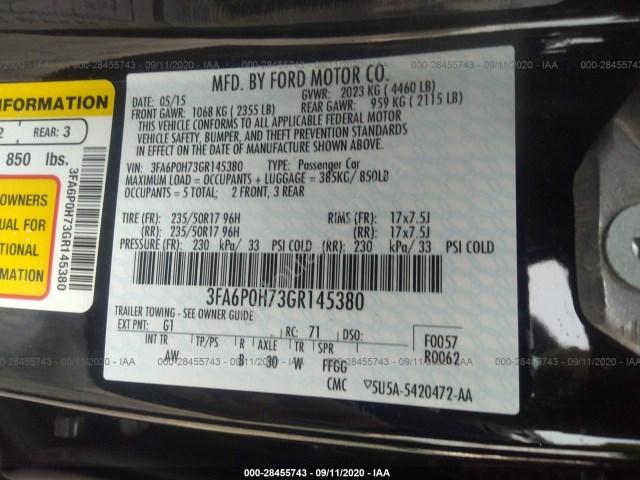 000-28455743 - 09/11/2020 - IAA
MFD. BY FORD MOTOR CO.
DATE: 05/15 GVWR: 2023 KG ( 4460 LB)
FRONT GAWR: 1068 KG ( 2355 LB) REAR GAWR: 959 KG ( 2115 LB)
THIS VEHICLE CONFORMS TO ALL APPLICABLE FEDERAL MOTOR
VEHICLE SAFETY, BUMPER, AND THEFT PREVENTION STANDARDS
IN EFFECT ON THE DATE OF MANUFACTURE SHOWN ABOVE.
VIN: 3FA6P0H73GR145380 TYPE: Passenger Car
MAXIMUM LOAD = OCCUPANTS + LUGGAGE = 385KG/ 850LB
OCCUPANTS = 5 TOTAL; 2 FRONT, 3 REAR
TIRE (FR): 235/50R17 96H RIMS (FR): 17x7.5J
(RR): 235/50R17 96H (RR): 17x7.5J
PRESSURE (FR): 230 kPa/ 33 PSI COLD (RR): 230 kPa/ 33 PSI COLD
3FA6P0H73GR145380
TRAILER TOWING - SEE OWNER GUIDE
EXT PNT: G1 RC: 71 DSO:
INT TR TP/PS R AXLE TR SPR
AW B 30 W FFGG
F0057
R0062
CMC 5U5A-5420472-AA
INFORMATION
2 REAR: 3
850 lbs.
3FA6P0H73GR145380
OWNERS
MANUAL FOR
ADDITIONAL
INFORMATION
000-28455743 - 09/11/2020 - IAA